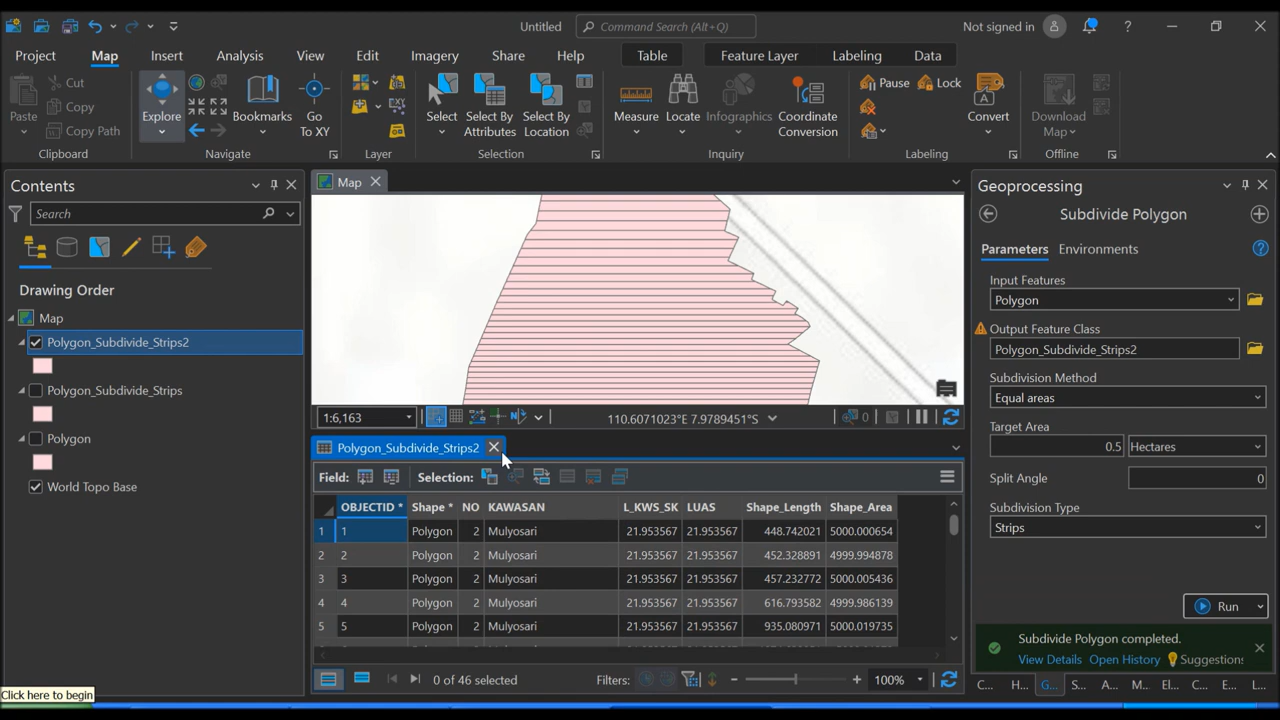 Untitled
Command Search (Alt+Q)
Not signed in
Project Map Insert Analysis View Edit Imagery Share Help Table Feature Layer Labeling Data
Paste
Cut
Copy
Copy Path
Clipboard
Explore
Bookmarks
Go To XY
Navigate
Layer
Select
Select By Attributes
Select By Location
Selection
Measure
Locate
Infographics
Coordinate Conversion
Inquiry
Pause
Lock
Labeling
Convert
Download Map
Offline
Contents
Search
Drawing Order
Map
Polygon_Subdivide_Strips2
Polygon_Subdivide_Strips
Polygon
World Topo Base
Click here to begin
Map
1:6,163
110.6071023°E 7.9789451°S
0
Polygon_Subdivide_Strips2
Field: Selection:
OBJECTID * Shape * NO KAWASAN L_KWS_SK LUAS Shape_Length Shape_Area
1 1 Polygon 2 Mulyosari 21.953567 21.953567 448.742021 5000.000654
2 2 Polygon 2 Mulyosari 21.953567 21.953567 452.328891 4999.994878
3 3 Polygon 2 Mulyosari 21.953567 21.953567 457.232772 5000.005436
4 4 Polygon 2 Mulyosari 21.953567 21.953567 616.793582 4999.986139
5 5 Polygon 2 Mulyosari 21.953567 21.953567 935.080971 5000.019735
0 of 46 selected
Filters:
100%
Geoprocessing
Subdivide Polygon
Parameters Environments
Input Features
Polygon
Output Feature Class
Polygon_Subdivide_Strips2
Subdivision Method
Equal areas
Target Area
0.5 Hectares
Split Angle 0
Subdivision Type
Strips
Run
Subdivide Polygon completed.
View Details Open History Suggestions
C... H... G... S... A... M... El... C... E... L...